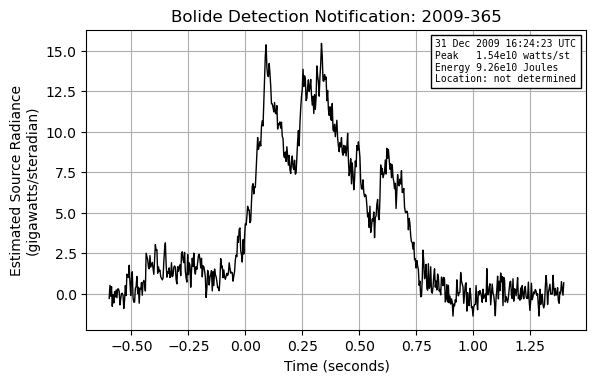 Bolide Detection Notification: 2009-365
31 Dec 2009 16:24:23 UTC
Peak   1.54e10 watts/st
Energy 9.26e10 Joules
Location: not determined
Estimated Source Radiance
(gigawatts/steradian)
15.0
12.5
10.0
7.5
5.0
2.5
0.0
−0.50 −0.25 0.00 0.25 0.50 0.75 1.00 1.25
Time (seconds)